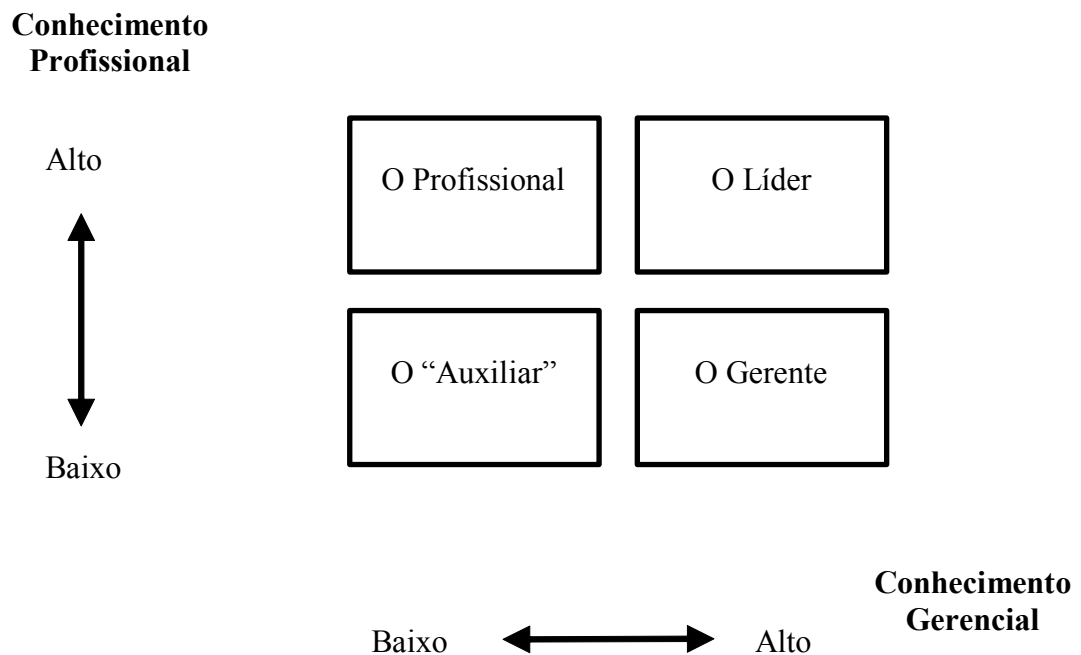 Conhecimento
Profissional
Alto
O Profissional
O Líder
O “Auxiliar”
O Gerente
Baixo
Conhecimento
Gerencial
Baixo
Alto